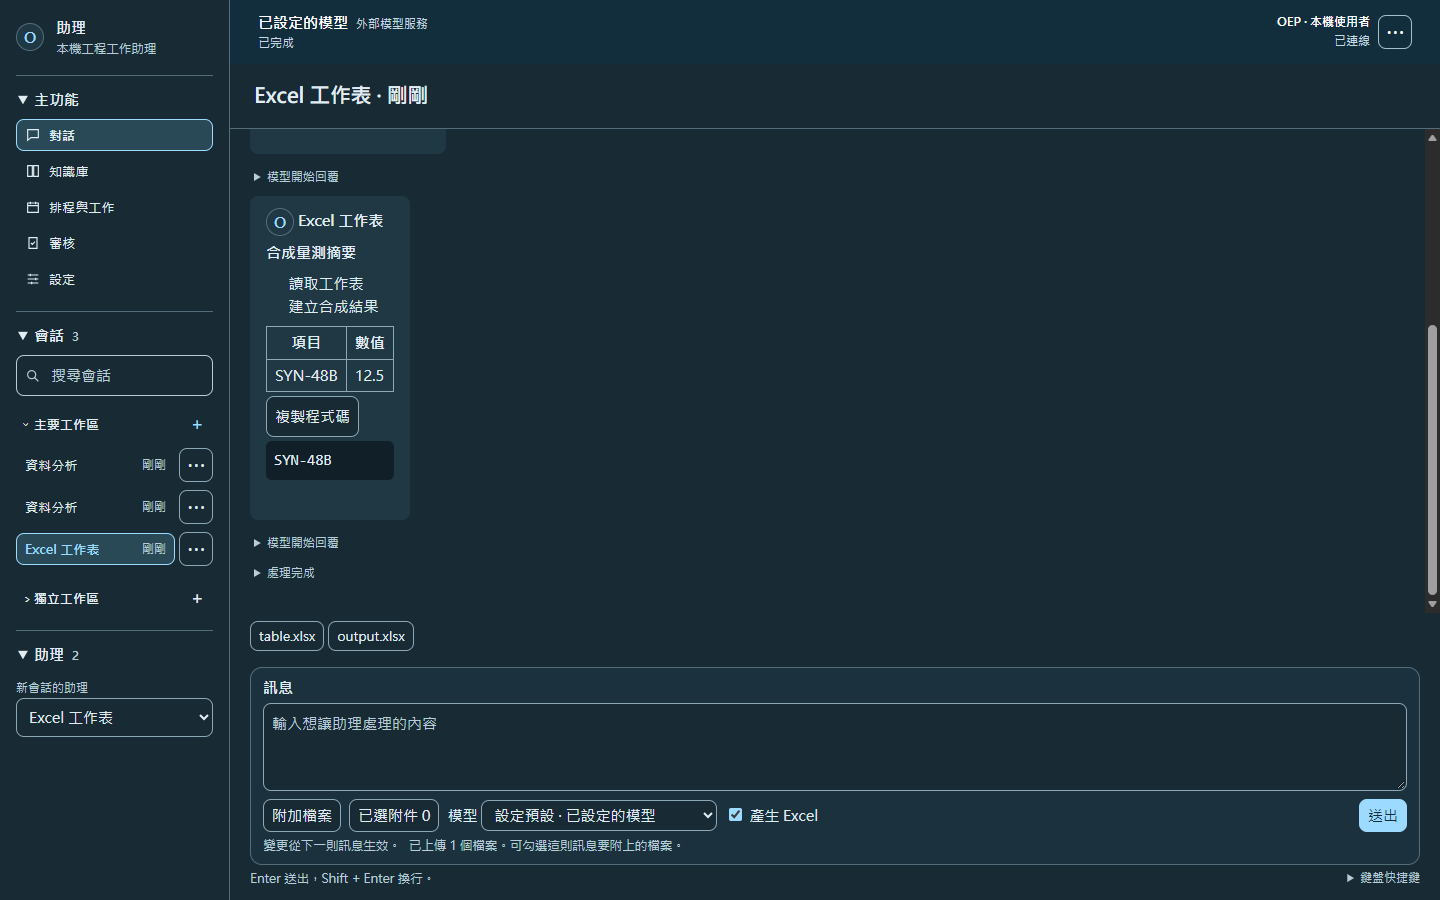 O
助理
本機工程工作助理
▼ 主功能
對話
知識庫
排程與工作
審核
設定
▼ 會話 3
搜尋會話
主要工作區 +
資料分析 剛剛 ···
資料分析 剛剛 ···
Excel 工作表 剛剛 ···
獨立工作區 +
▼ 助理 2
新會話的助理
Excel 工作表
已設定的模型 外部模型服務
已完成
OEP · 本機使用者
已連線
···
Excel 工作表 · 剛剛
▶ 模型開始回覆
O Excel 工作表
合成量測摘要
讀取工作表
建立合成結果
項目 數值
SYN-48B 12.5
複製程式碼
SYN-48B
▶ 模型開始回覆
▶ 處理完成
table.xlsx output.xlsx
訊息
輸入想讓助理處理的內容
附加檔案 已選附件 0 模型 設定預設 · 已設定的模型 產生 Excel 送出
變更從下一則訊息生效。 已上傳 1 個檔案。可勾選這則訊息要附上的檔案。
Enter 送出，Shift + Enter 換行。
▶ 鍵盤快捷鍵